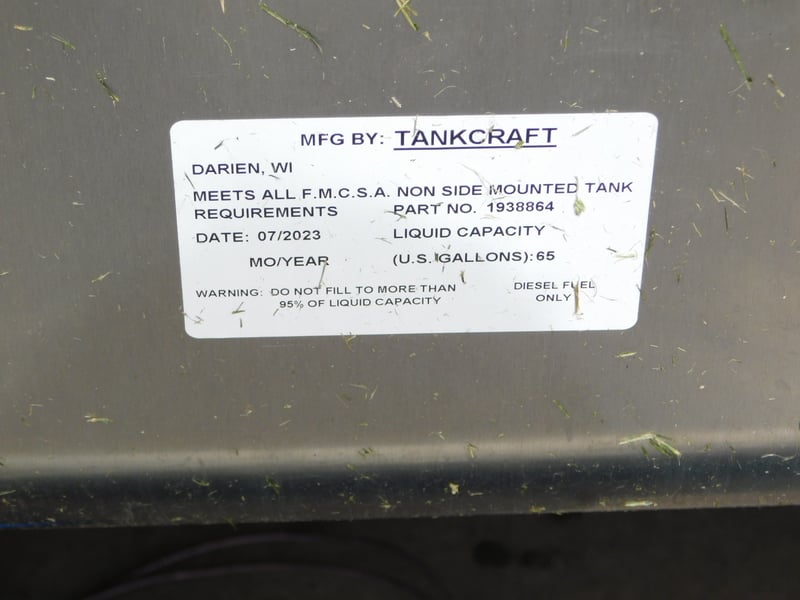 MFG BY: TANKCRAFT
DARIEN, WI
MEETS ALL F.M.C.S.A. NON SIDE MOUNTED TANK
REQUIREMENTS PART NO. 1938864
DATE: 07/2023 LIQUID CAPACITY
MO/YEAR (U.S. GALLONS): 65
WARNING: DO NOT FILL TO MORE THAN DIESEL FUEL
95% OF LIQUID CAPACITY ONLY